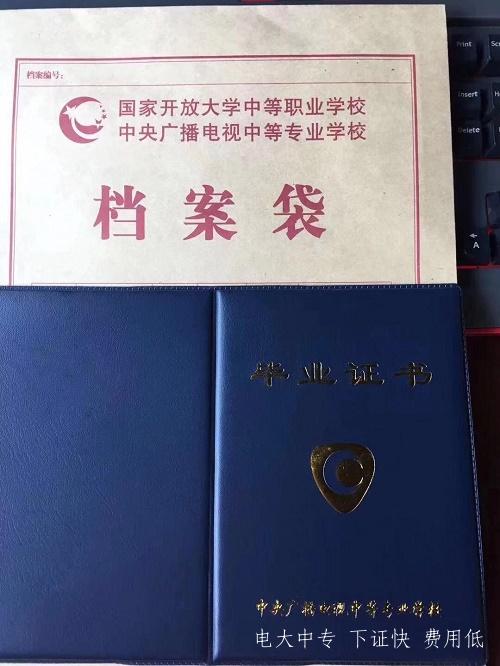 档案编号：
国家开放大学中等职业学校
中央广播电视中等专业学校
档案袋
毕业证书
中央广播电视中等专业学校
电大中专 下证快 费用低
Print
Insert
Delete
A